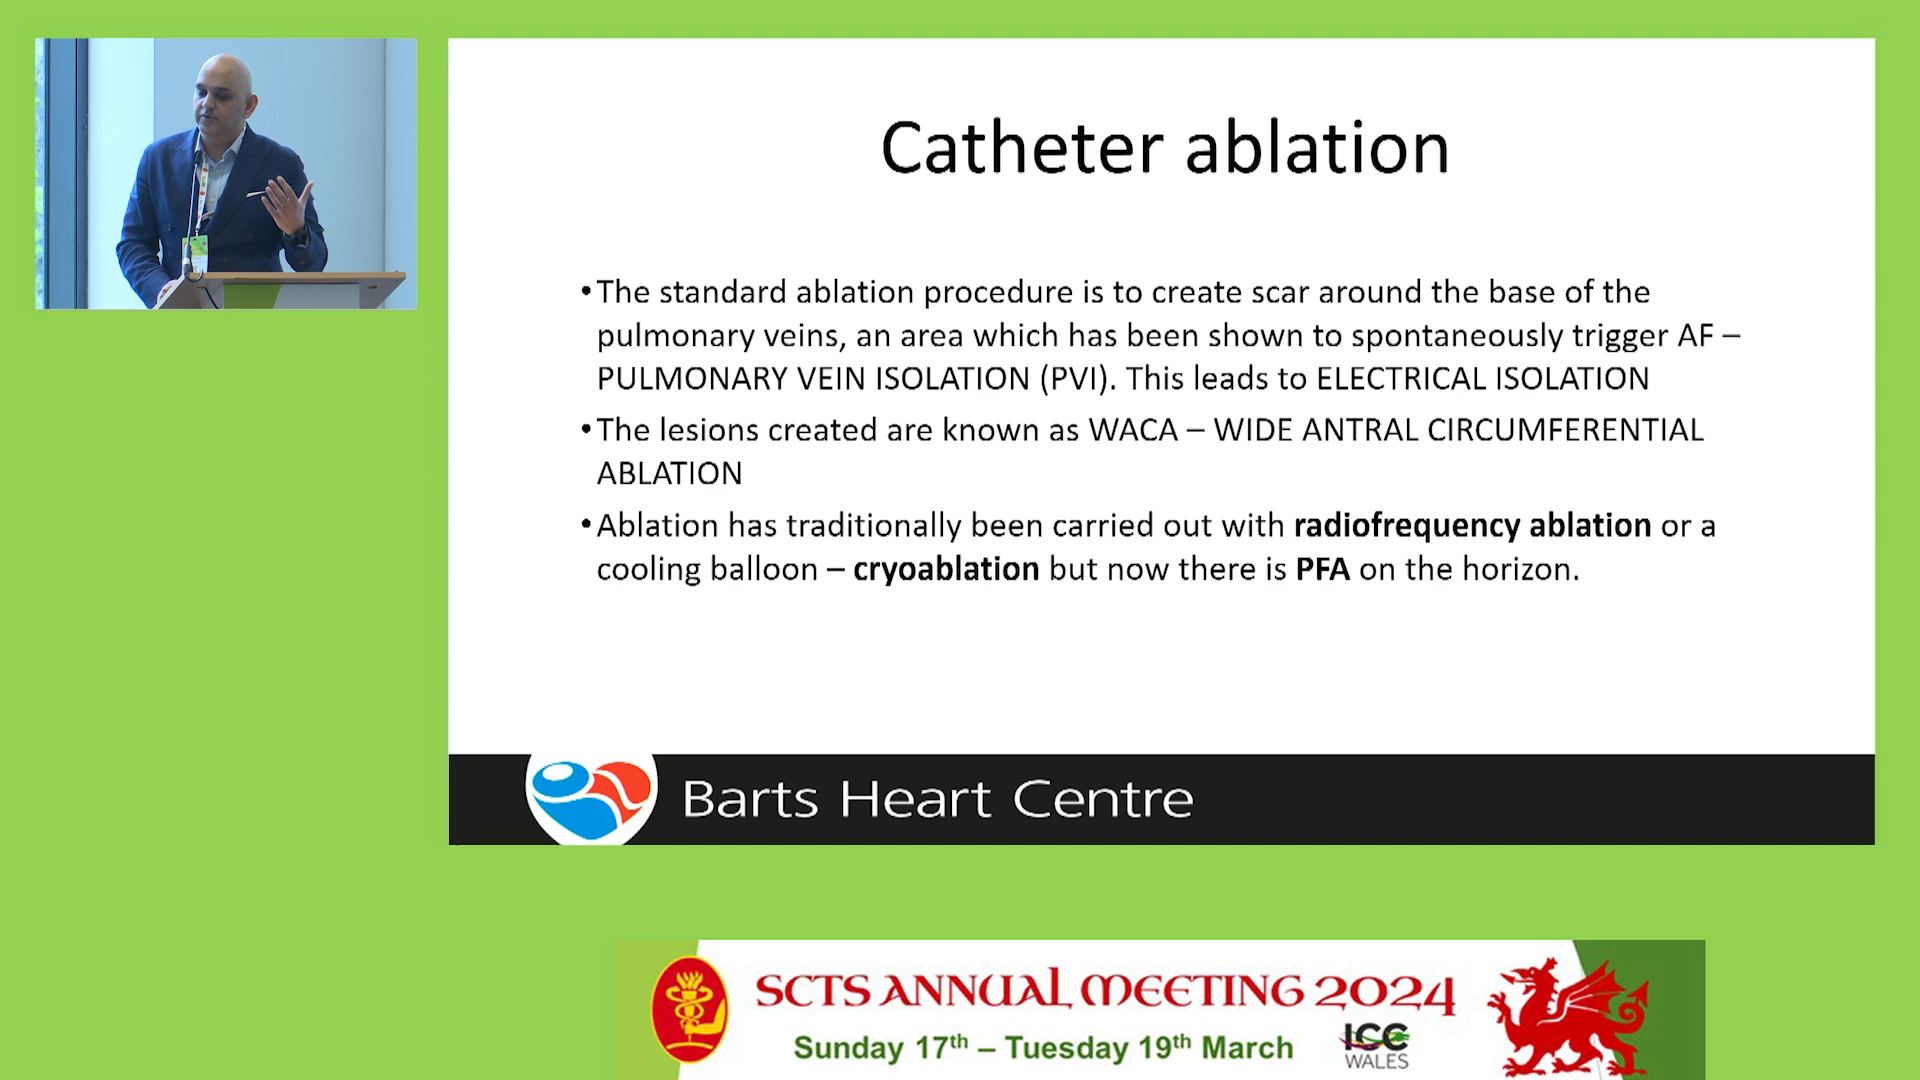 Catheter ablation
•The standard ablation procedure is to create scar around the base of the
pulmonary veins, an area which has been shown to spontaneously trigger AF –
PULMONARY VEIN ISOLATION (PVI). This leads to ELECTRICAL ISOLATION
•The lesions created are known as WACA – WIDE ANTRAL CIRCUMFERENTIAL
ABLATION
•Ablation has traditionally been carried out with radiofrequency ablation or a
cooling balloon – cryoablation but now there is PFA on the horizon.
Barts Heart Centre
SCTS ANNUAL MEETING 2024
Sunday 17th – Tuesday 19th March
ICC
WALES